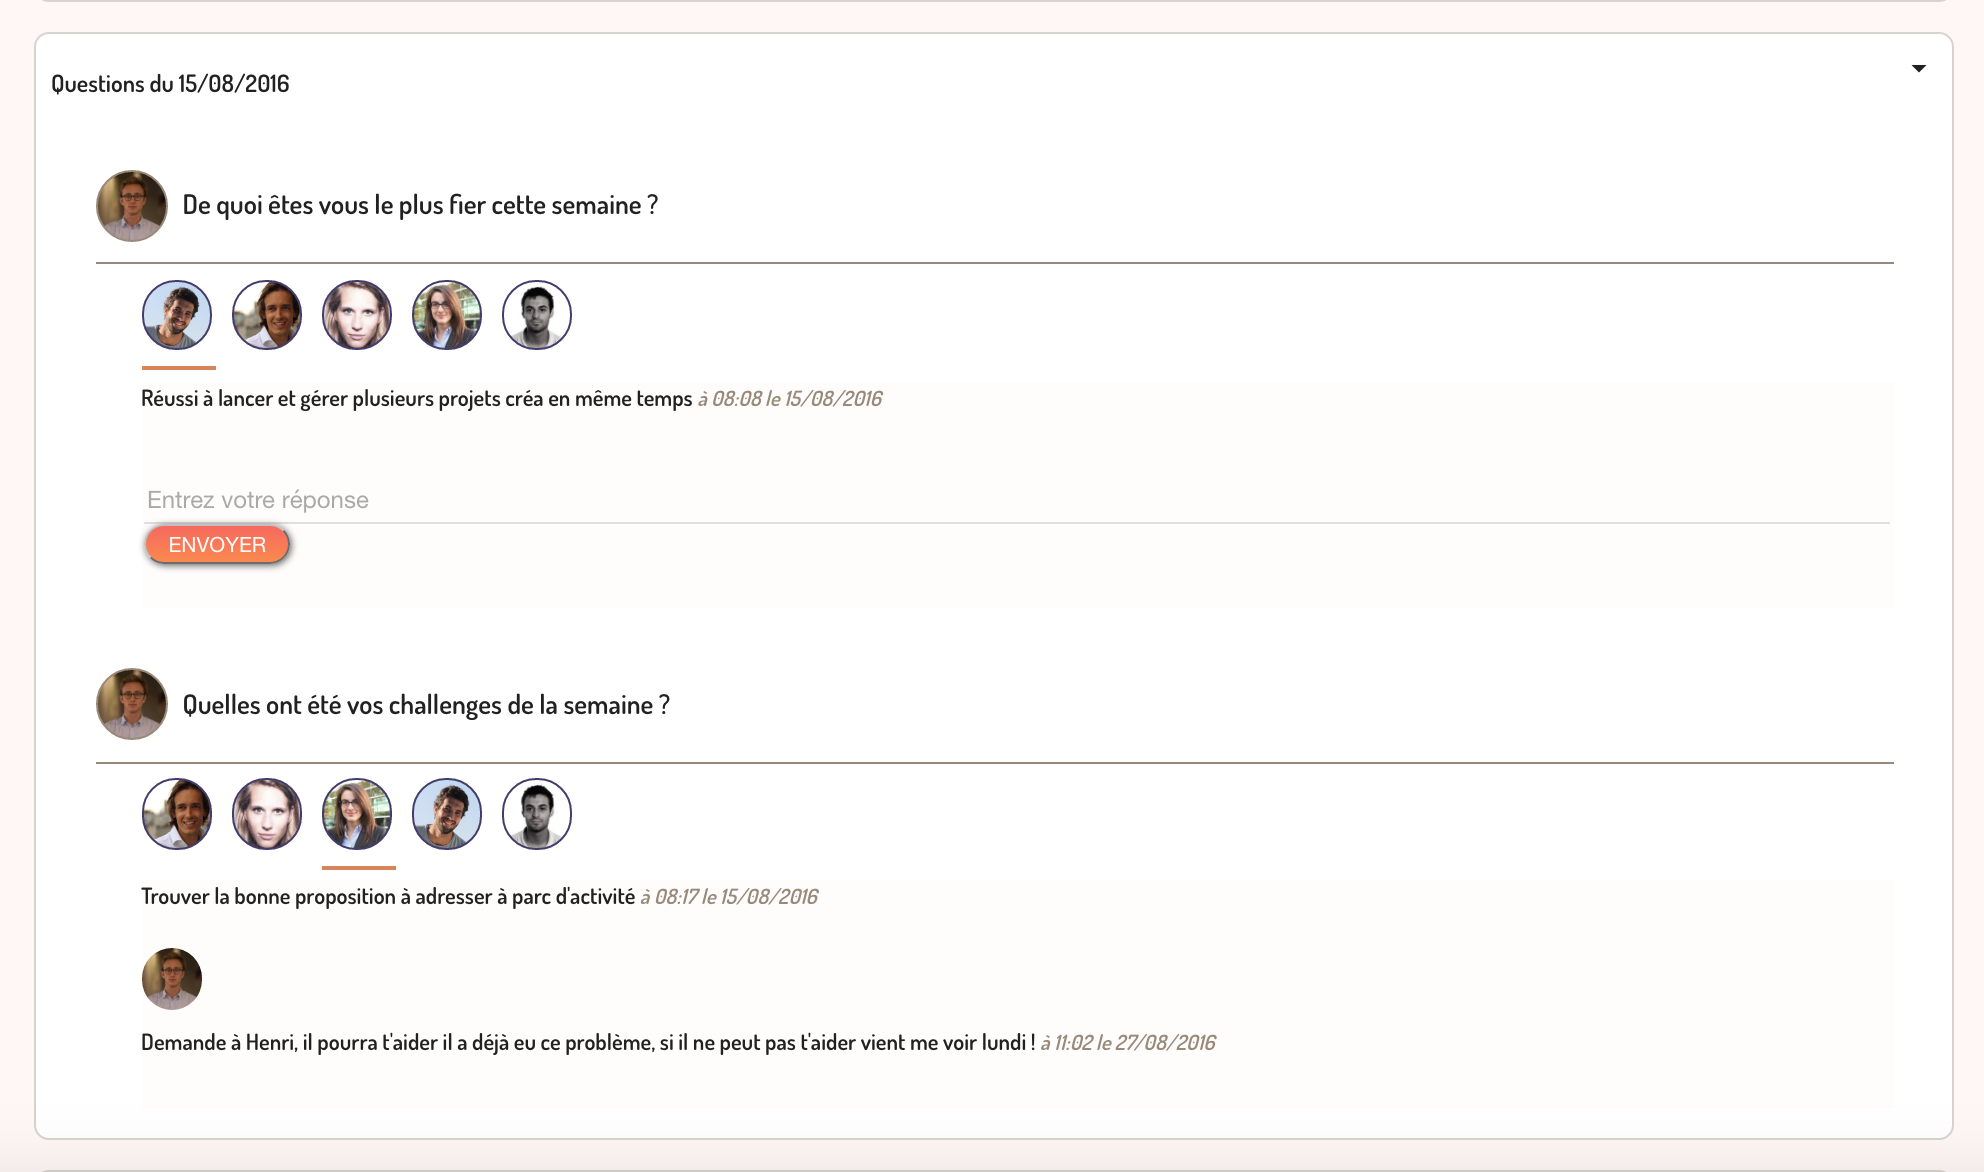 Questions du 15/08/2016
De quoi êtes vous le plus fier cette semaine ?
Réussi à lancer et gérer plusieurs projets créa en même temps à 08:08 le 15/08/2016
Entrez votre réponse
ENVOYER
Quelles ont été vos challenges de la semaine ?
Trouver la bonne proposition à adresser à parc d'activité à 08:17 le 15/08/2016
Demande à Henri, il pourra t'aider il a déjà eu ce problème, si il ne peut pas t'aider vient me voir lundi ! à 11:02 le 27/08/2016